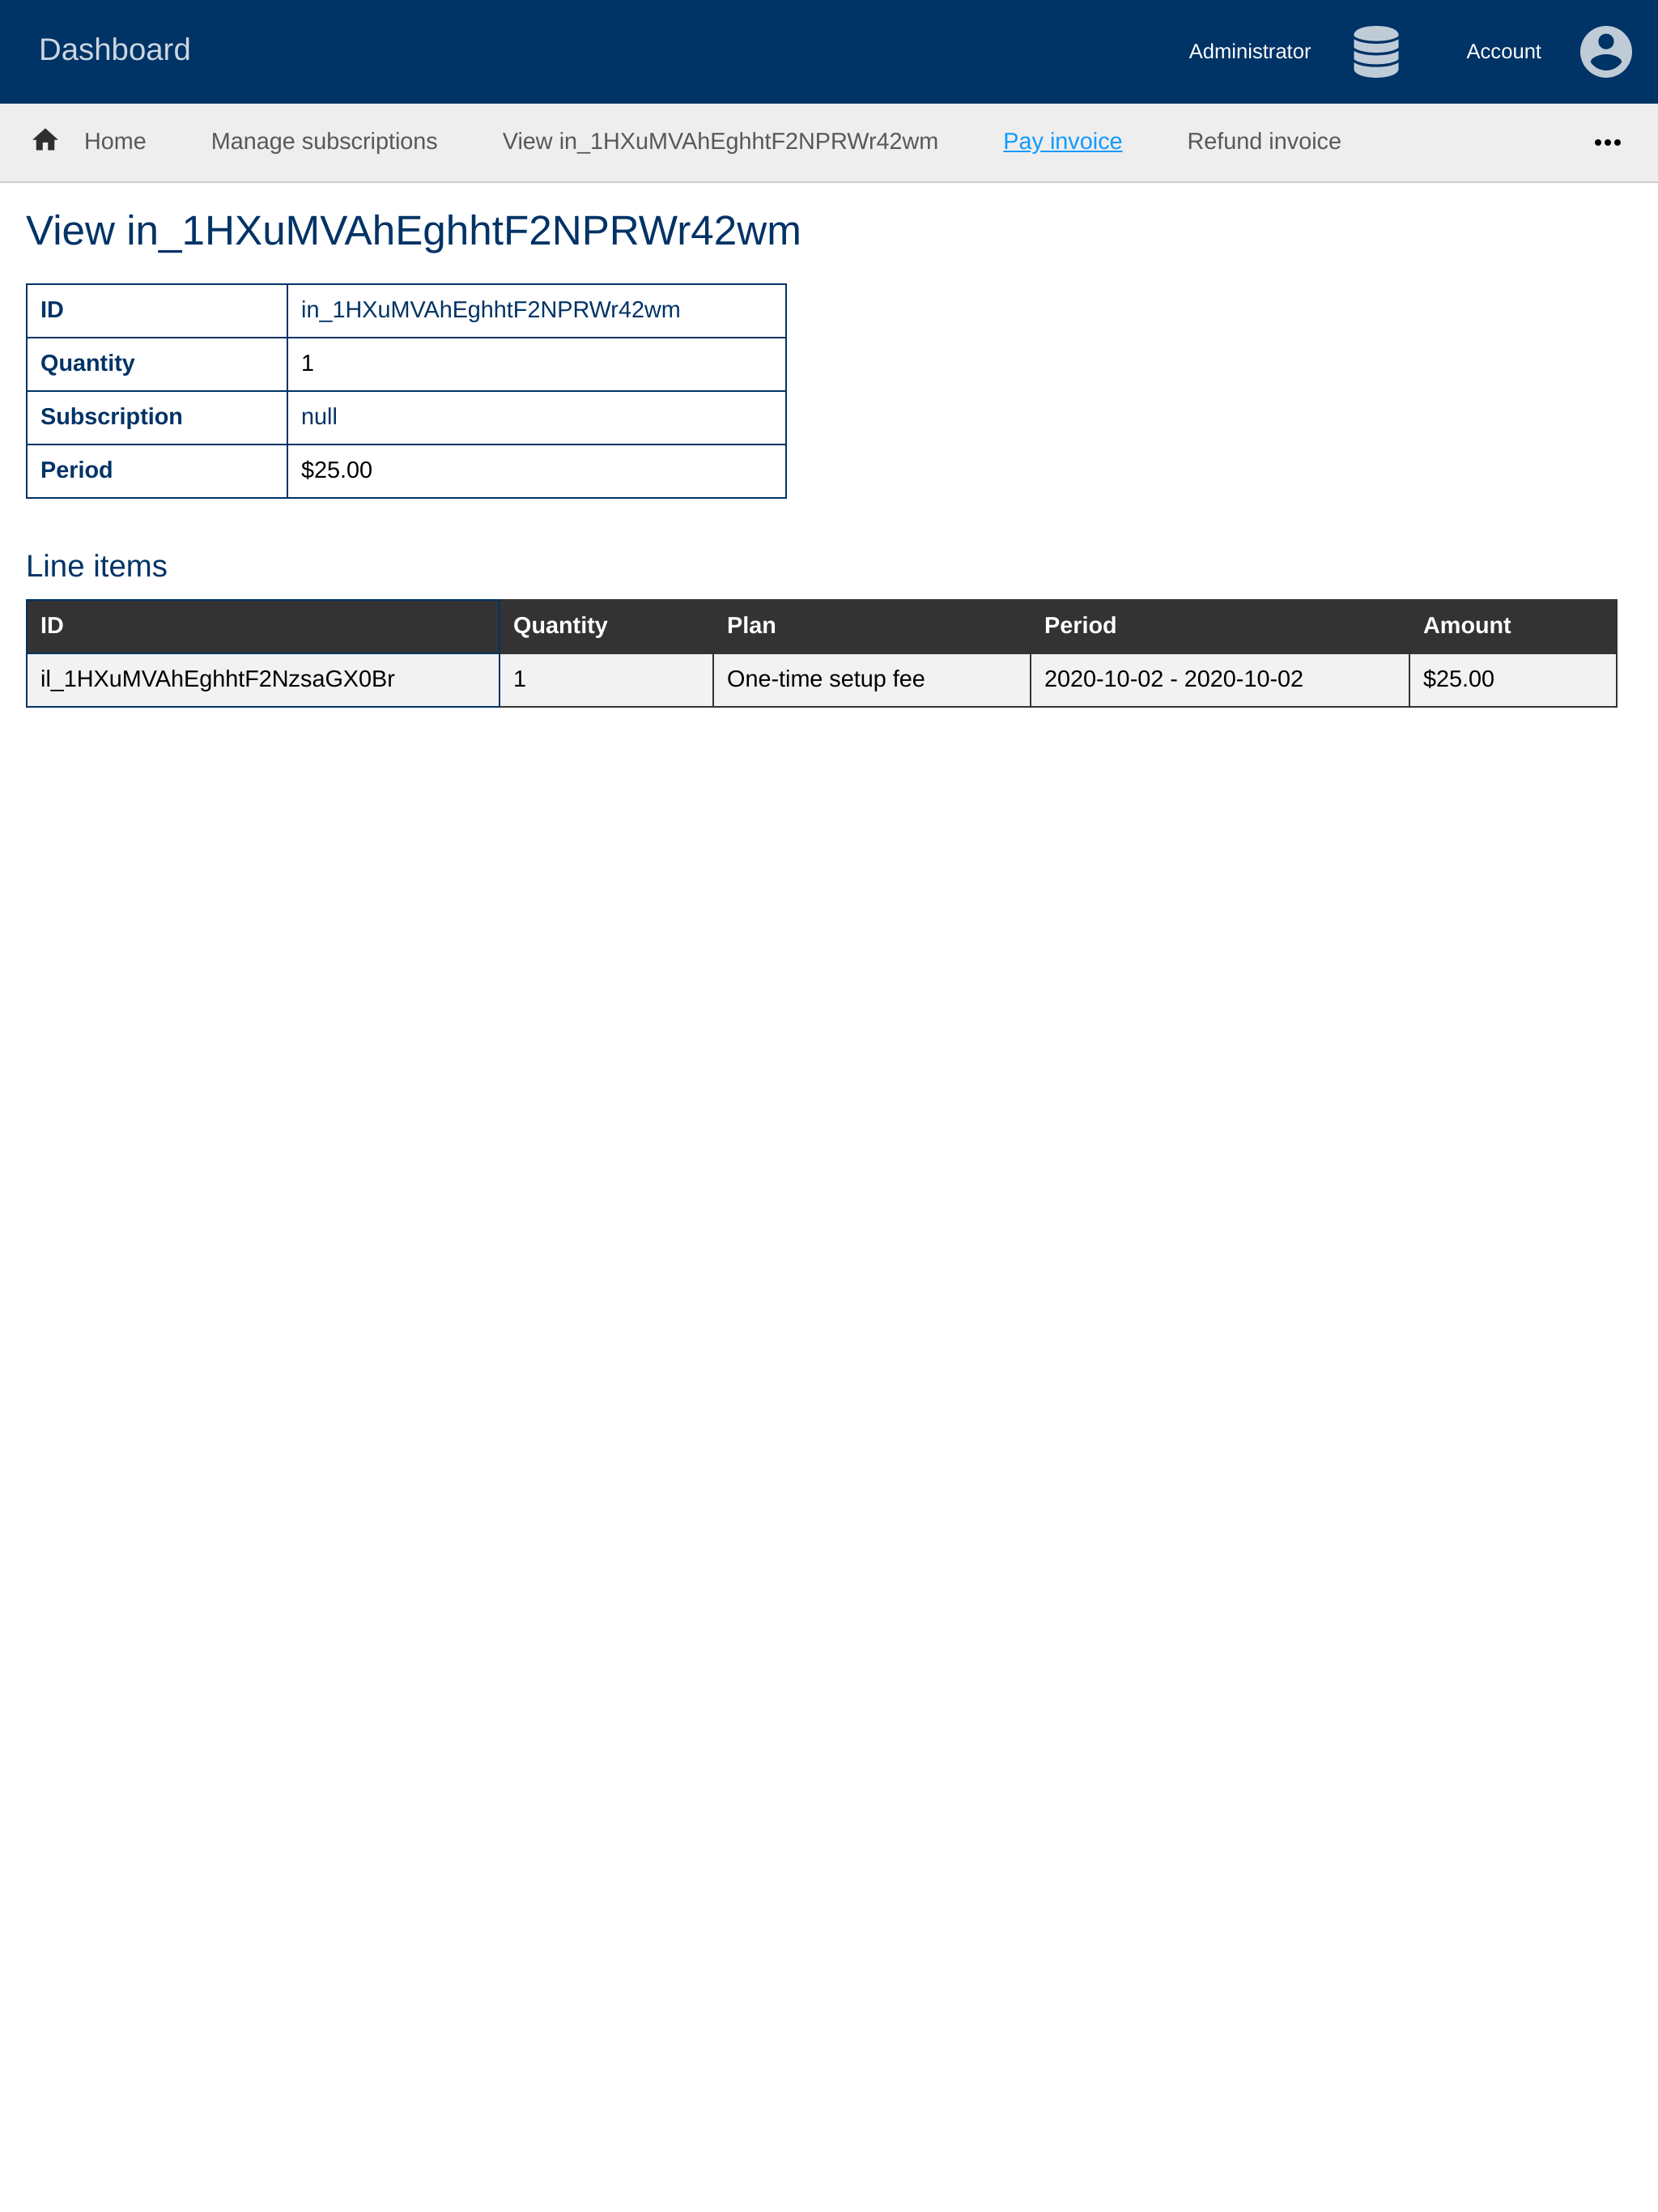 Dashboard Administrator Account
Home Manage subscriptions View in_1HXuMVAhEghhtF2NPRWr42wm Pay invoice Refund invoice
View in_1HXuMVAhEghhtF2NPRWr42wm
ID in_1HXuMVAhEghhtF2NPRWr42wm
Quantity 1
Subscription null
Period $25.00
Line items
ID Quantity Plan Period Amount
il_1HXuMVAhEghhtF2NzsaGX0Br 1 One-time setup fee 2020-10-02 - 2020-10-02 $25.00